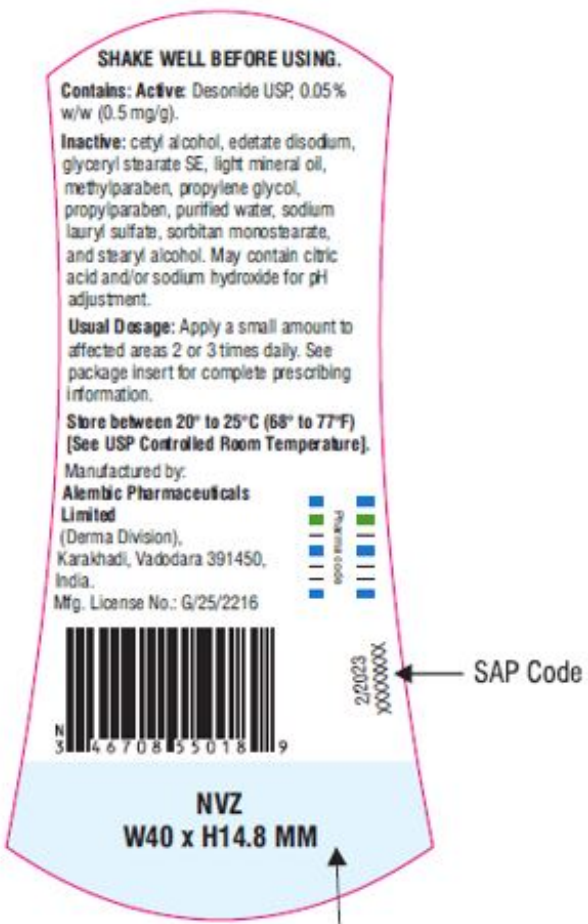 SHAKE WELL BEFORE USING.
Contains: Active: Desonide USP, 0.05%
w/w (0.5 mg/g).
Inactive: cetyl alcohol, edetate disodium,
glyceryl stearate SE, light mineral oil,
methylparaben, propylene glycol,
propylparaben, purified water, sodium
lauryl sulfate, sorbitan monostearate,
and stearyl alcohol. May contain citric
acid and/or sodium hydroxide for pH
adjustment.
Usual Dosage: Apply a small amount to
affected areas 2 or 3 times daily. See
package insert for complete prescribing
information.
Store between 20° to 25°C (68° to 77°F)
[See USP Controlled Room Temperature].
Manufactured by:
Alembic Pharmaceuticals
Limited
(Derma Division),
Karakhadi, Vadodara 391450,
India.
Mfg. License No.: G/25/2216
Pharma code
2/2023
XXXXXXXX
SAP Code
N
3 46708 55018 9
NVZ
W40 x H14.8 MM